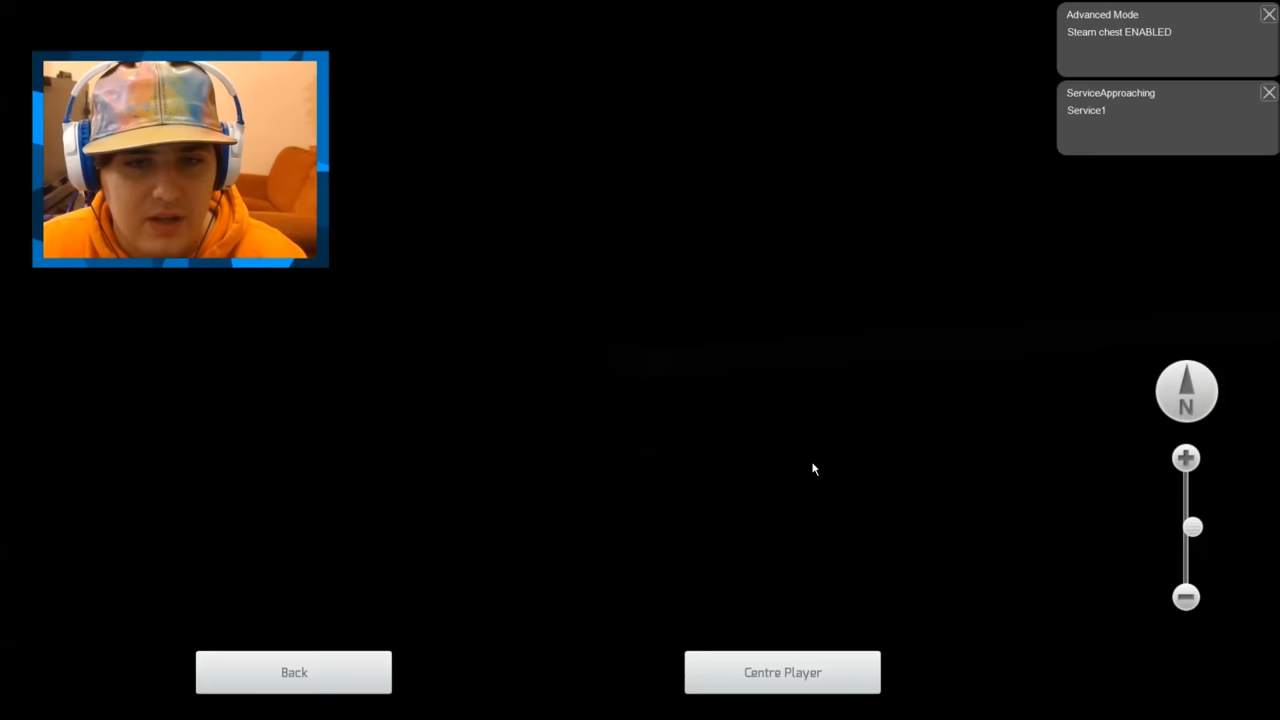 Advanced Mode
Steam chest ENABLED
ServiceApproaching
Service1
N
Back
Centre Player